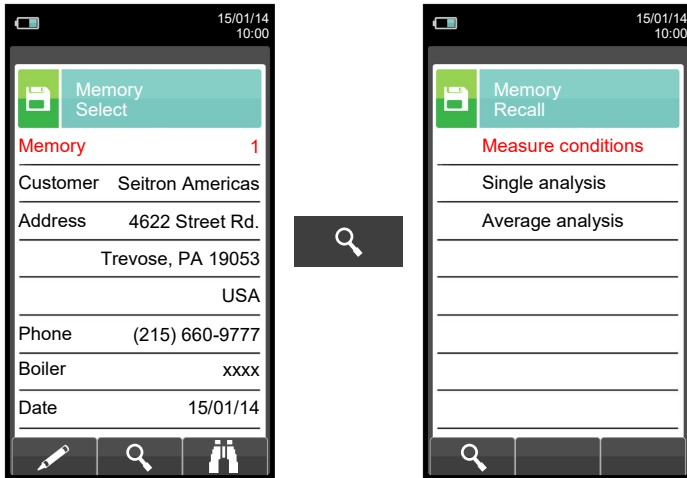 15/01/14
10:00
Memory
Select
Memory 1
Customer Seitron Americas
Address 4622 Street Rd.
Trevose, PA 19053
USA
Phone (215) 660-9777
Boiler xxxx
Date 15/01/14
15/01/14
10:00
Memory
Recall
Measure conditions
Single analysis
Average analysis